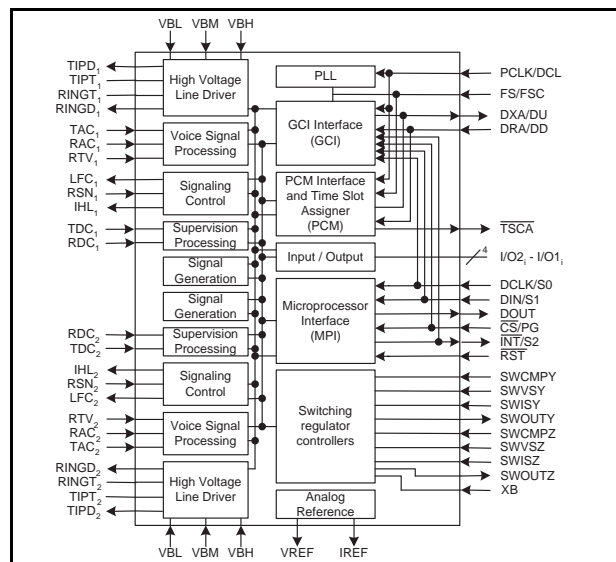 VBL VBM VBH
TIPD1
TIPT1
RINGT1
RINGD1
High Voltage
Line Driver
TAC1
RAC1
RTV1
Voice Signal
Processing
LFC1
RSN1
IHL1
Signaling
Control
TDC1
RDC1
Supervision
Processing
Signal
Generation
Signal
Generation
RDC2
TDC2
Supervision
Processing
IHL2
RSN2
LFC2
Signaling
Control
RTV2
RAC2
TAC2
Voice Signal
Processing
RINGD2
RINGT2
TIPT2
TIPD2
High Voltage
Line Driver
VBL VBM VBH
PLL
GCI Interface
(GCI)
PCM Interface
and Time Slot
Assigner
(PCM)
Input / Output
Microprocessor
Interface
(MPI)
Switching
regulator
controllers
Analog
Reference
VREF IREF
PCLK/DCL
FS/FSC
DXA/DU
DRA/DD
TSCA
4
I/O2i - I/O1i
DCLK/S0
DIN/S1
DOUT
CS/PG
INT/S2
RST
SWCMPY
SWVSY
SWISY
SWOUTY
SWCMPZ
SWVSZ
SWISZ
SWOUTZ
XB